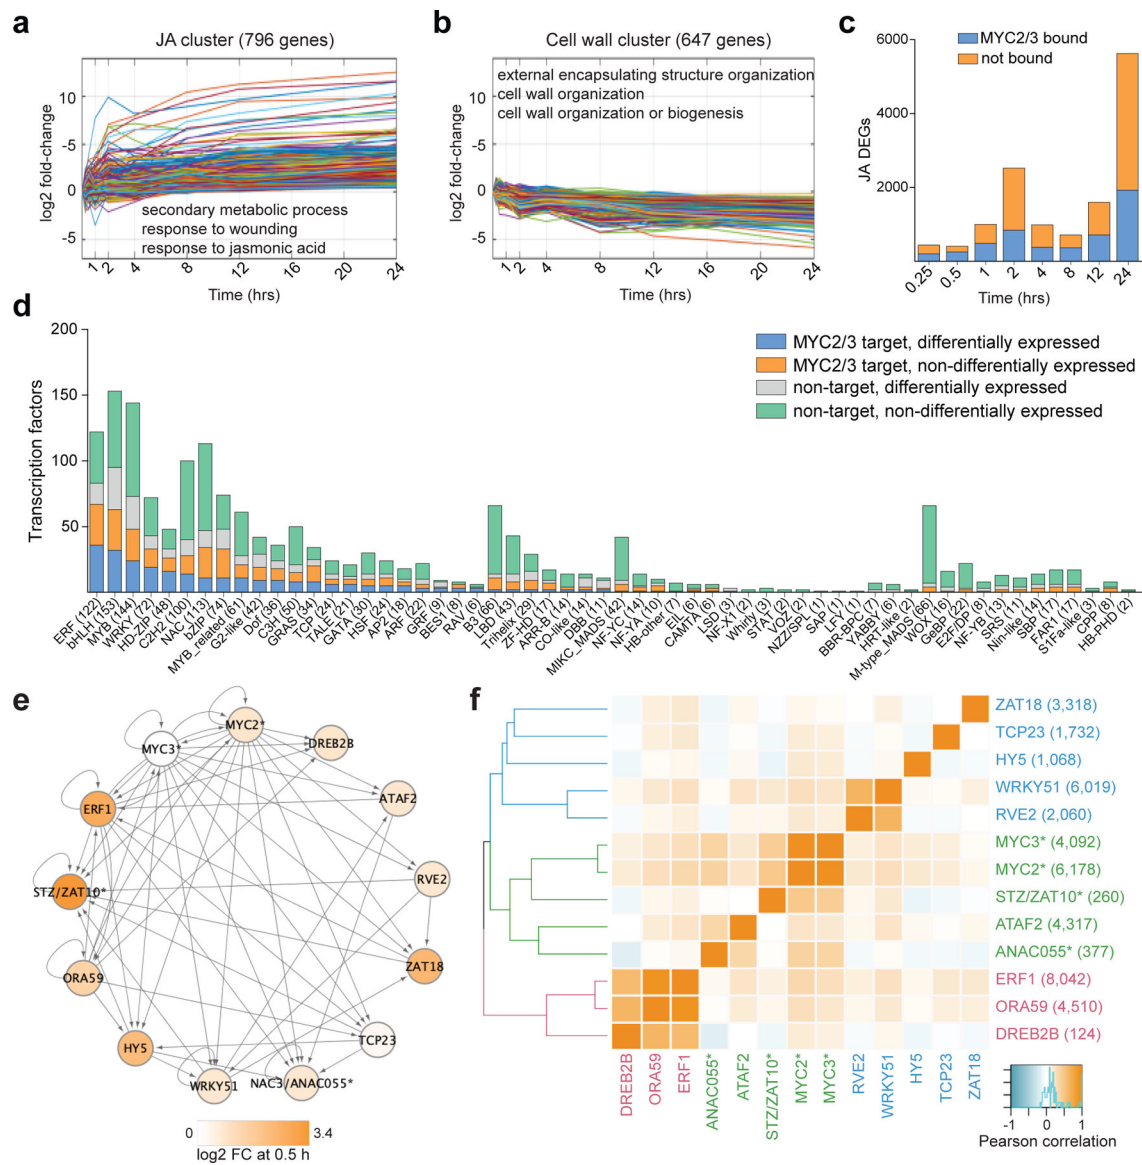 a
JA cluster (796 genes)
log2 fold-change
10
-5
0
-5
secondary metabolic process
response to wounding
response to jasmonic acid
1 2 4 8 12 16 20 24
Time (hrs)
b
Cell wall cluster (647 genes)
log2 fold-change
10
-5
0
-5
external encapsulating structure organization
cell wall organization
cell wall organization or biogenesis
1 2 4 8 12 16 20 24
Time (hrs)
c
MYC2/3 bound
not bound
JA DEGs
6000
4000
2000
0.25 0.5 1 2 4 8 12 24
Time (hrs)
d
Transcription factors
200
150
100
50
MYC2/3 target, differentially expressed
MYC2/3 target, non-differentially expressed
non-target, differentially expressed
non-target, non-differentially expressed
ERF (122)
bHLH (153)
MYB (144)
WRKY (72)
HD-ZIP (48)
C2H2 (100)
NAC (113)
bZIP (74)
MYB_related (61)
G2-like (42)
Dof (36)
C3H (50)
GRAS (34)
TCP (24)
TALE (21)
GATA (30)
HSF (24)
AP2 (18)
ARF (22)
GRF (9)
BES1 (8)
RAV (6)
B3 (66)
LBD (43)
Trihelix (29)
ZF-HD (17)
ARR-B (14)
CO-like (14)
DBB (11)
MIKC_MADS (42)
NF-YC (14)
NF-YA (10)
HB-other (7)
EIL (6)
CAMTA (6)
LSD (3)
NF-X1 (2)
Whirly (3)
STAT (2)
VOZ (2)
NZZ/SPL (1)
SAP (1)
LFY (1)
BBR-BPC (7)
YABBY (6)
HRT-like (2)
M-type_MADS (66)
WOX (16)
GeBP (22)
E2F/DP (8)
NF-YB (13)
SRS (11)
Nin-like (14)
SBP (17)
FAR1 (17)
S1Fa-like (3)
CPP (8)
HB-PHD (2)
e
MYC2*
MYC3*
DREB2B
ERF1
ATAF2
STZ/ZAT10*
RVE2
ORA59
ZAT18
HY5
TCP23
WRKY51
NAC3/ANAC055*
0 3.4
log2 FC at 0.5 h
f
ZAT18 (3,318)
TCP23 (1,732)
HY5 (1,068)
WRKY51 (6,019)
RVE2 (2,060)
MYC3* (4,092)
MYC2* (6,178)
STZ/ZAT10* (260)
ATAF2 (4,317)
ANAC055* (377)
ERF1 (8,042)
ORA59 (4,510)
DREB2B (124)
DREB2B
ORA59
ERF1
ANAC055*
ATAF2
STZ/ZAT10*
MYC2*
MYC3*
RVE2
WRKY51
HY5
TCP23
ZAT18
-1 0 1
Pearson correlation